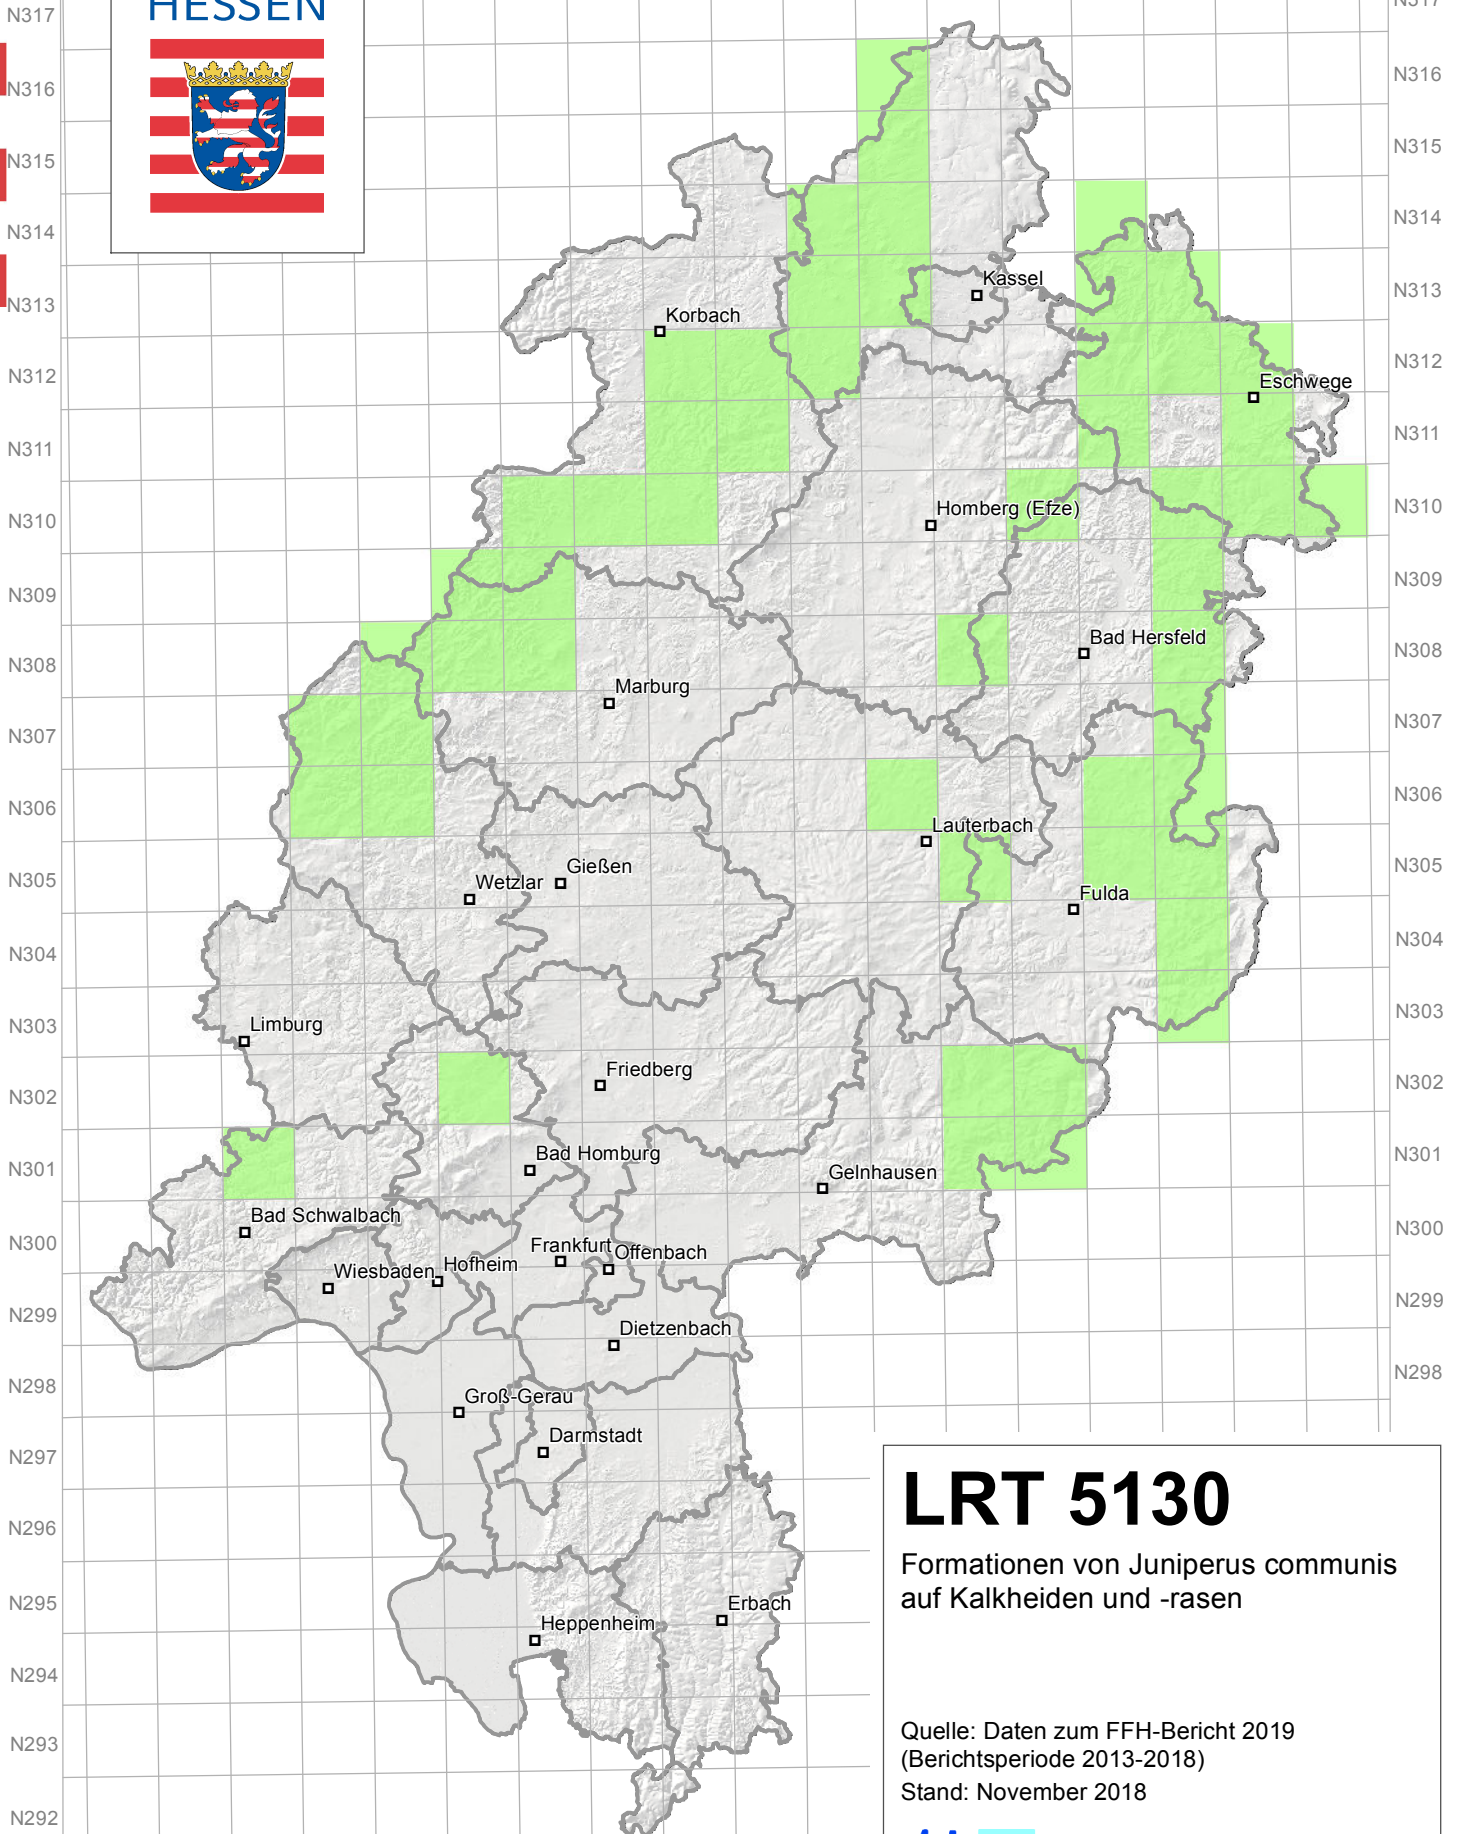 HESSEN
N317
N316
N315
N314
N313
N312
N311
N310
N309
N308
N307
N306
N305
N304
N303
N302
N301
N300
N299
N298
N297
N296
N295
N294
N293
N292
N317
N316
N315
N314
N313
N312
N311
N310
N309
N308
N307
N306
N305
N304
N303
N302
N301
N300
N299
N298
Kassel
Korbach
Eschwege
Homberg (Efze)
Bad Hersfeld
Marburg
Lauterbach
Gießen
Wetzlar
Fulda
Limburg
Friedberg
Bad Homburg
Gelnhausen
Bad Schwalbach
Frankfurt
Offenbach
Hofheim
Wiesbaden
Dietzenbach
Groß-Gerau
Darmstadt
Erbach
Heppenheim
LRT 5130
Formationen von Juniperus communis
auf Kalkheiden und -rasen
Quelle: Daten zum FFH-Bericht 2019
(Berichtsperiode 2013-2018)
Stand: November 2018